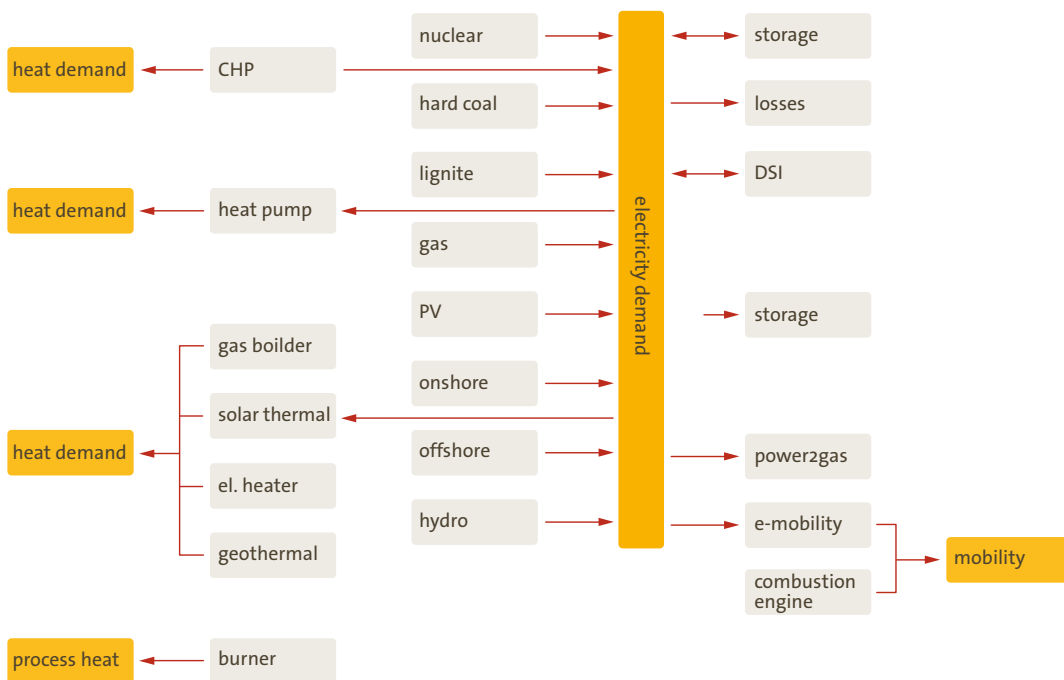 nuclear
storage
heat demand
CHP
hard coal
losses
lignite
DSI
heat demand
heat pump
electricity demand
gas
PV
storage
gas boilder
onshore
solar thermal
heat demand
offshore
power2gas
el. heater
hydro
e-mobility
geothermal
mobility
combustion
engine
process heat
burner